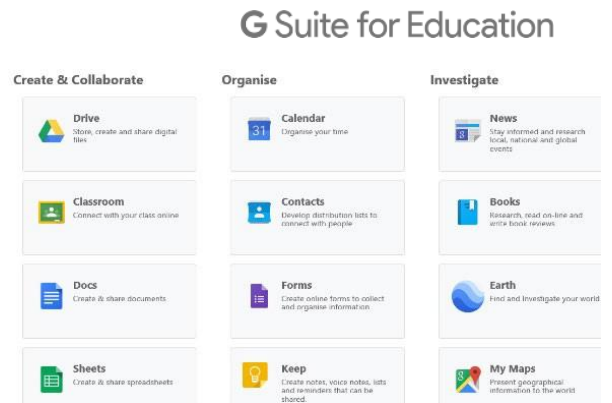 G Suite for Education
Create & Collaborate
Drive
Store, create and share digital
files
Classroom
Connect with your class online
Docs
Create & share documents
Sheets
Create & share spreadsheets
Organise
31
Calendar
Organise your time
Contacts
Develop distribution lists to
connect with people
Forms
Create online forms to collect
and organise information
Keep
Create notes, voice notes, lists
and reminders that can be
shared.
Investigate
News
Stay informed and research
local, national and global
events
Books
Research, read on-line and
write book reviews
Earth
Find and Investigate your world
My Maps
Present geographical
information to the world